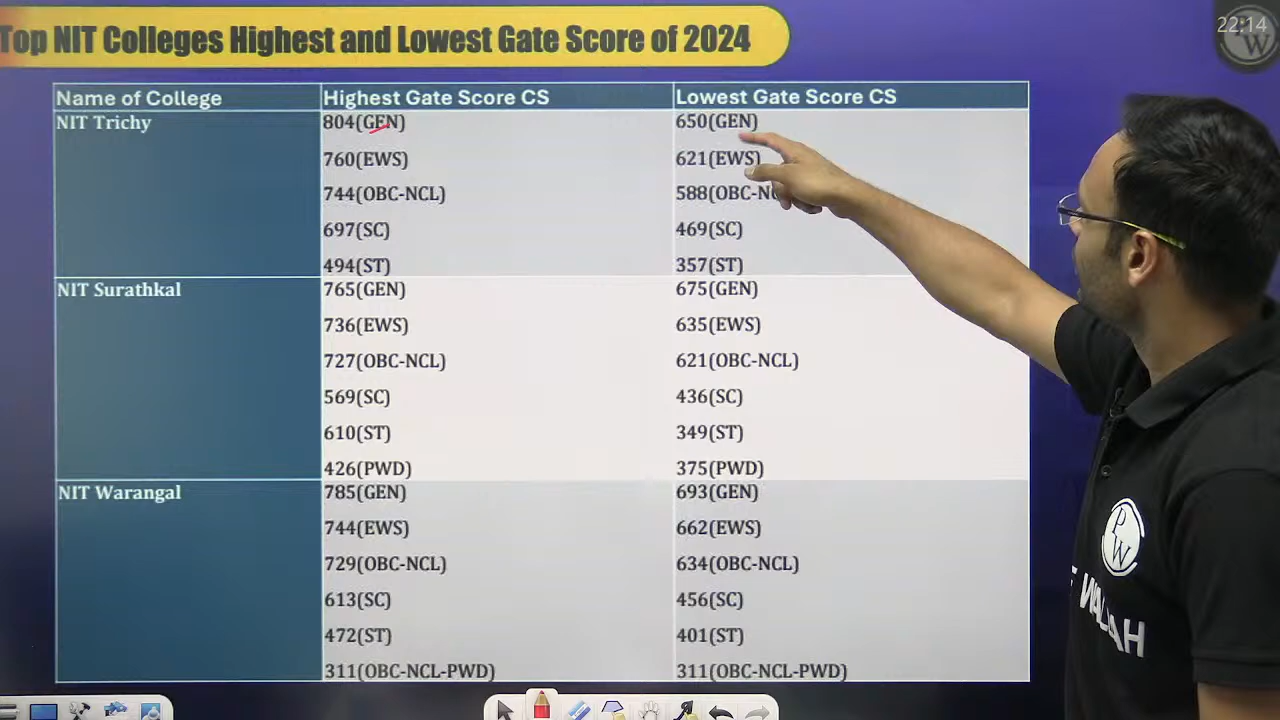 Top NIT Colleges Highest and Lowest Gate Score of 2024
22:14
Name of College Highest Gate Score CS Lowest Gate Score CS
NIT Trichy 804(GEN) 650(GEN)
760(EWS) 621(EWS)
744(OBC-NCL) 588(OBC-NCL)
697(SC) 469(SC)
494(ST) 357(ST)
NIT Surathkal 765(GEN) 675(GEN)
736(EWS) 635(EWS)
727(OBC-NCL) 621(OBC-NCL)
569(SC) 436(SC)
610(ST) 349(ST)
426(PWD) 375(PWD)
NIT Warangal 785(GEN) 693(GEN)
744(EWS) 662(EWS)
729(OBC-NCL) 634(OBC-NCL)
613(SC) 456(SC)
472(ST) 401(ST)
311(OBC-NCL-PWD) 311(OBC-NCL-PWD)
W
P
W
WALLAH